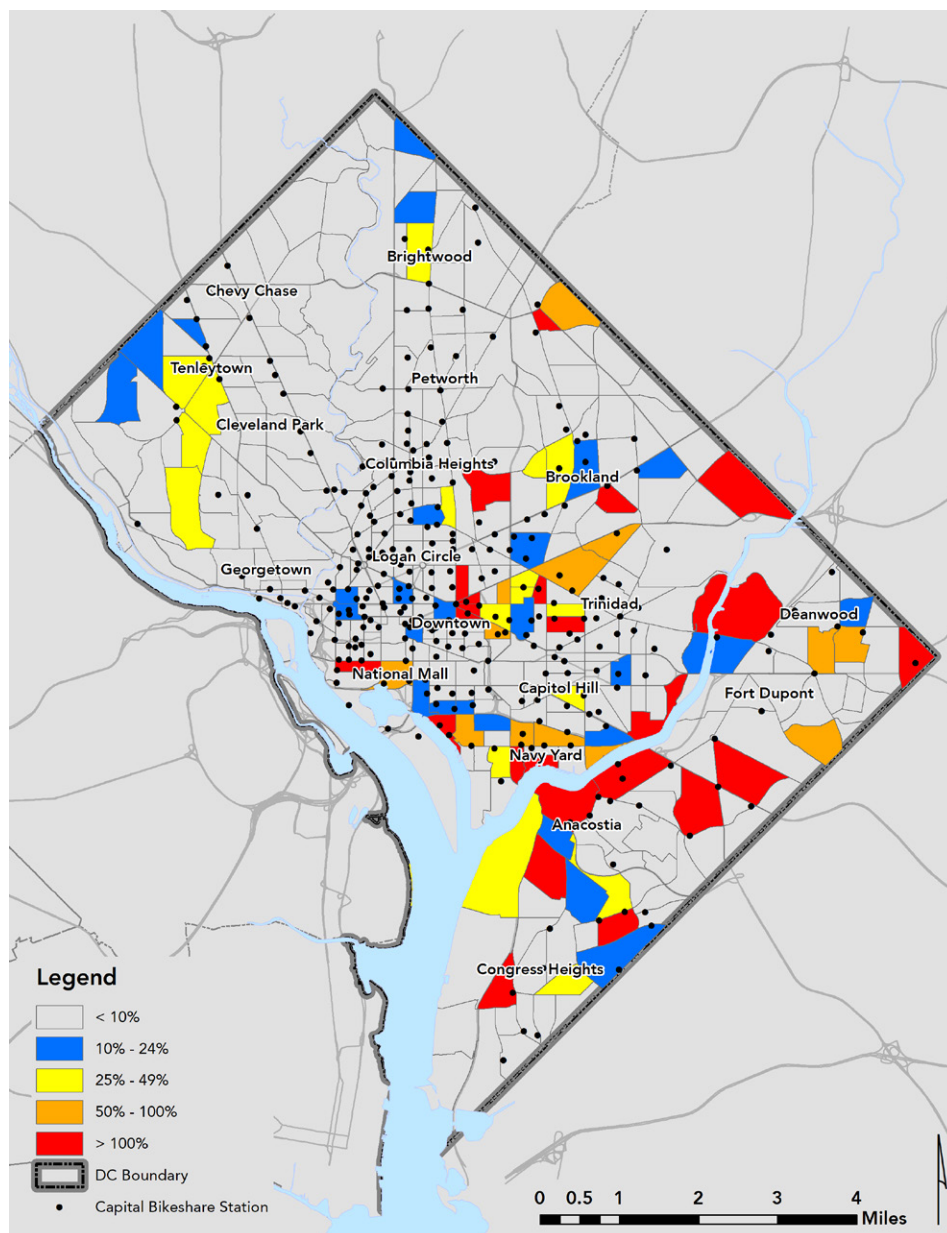 Brightwood
Chevy Chase
Tenleytown
Petworth
Cleveland Park
Columbia Heights
Brookland
Logan Circle
Georgetown
Trinidad
Downtown
Deanwood
National Mall
Capitol Hill
Fort Dupont
Navy Yard
Anacostia
Congress Heights
Legend
< 10%
10% - 24%
25% - 49%
50% - 100%
> 100%
DC Boundary
Capital Bikeshare Station
0 0.5 1 2 3 4
Miles